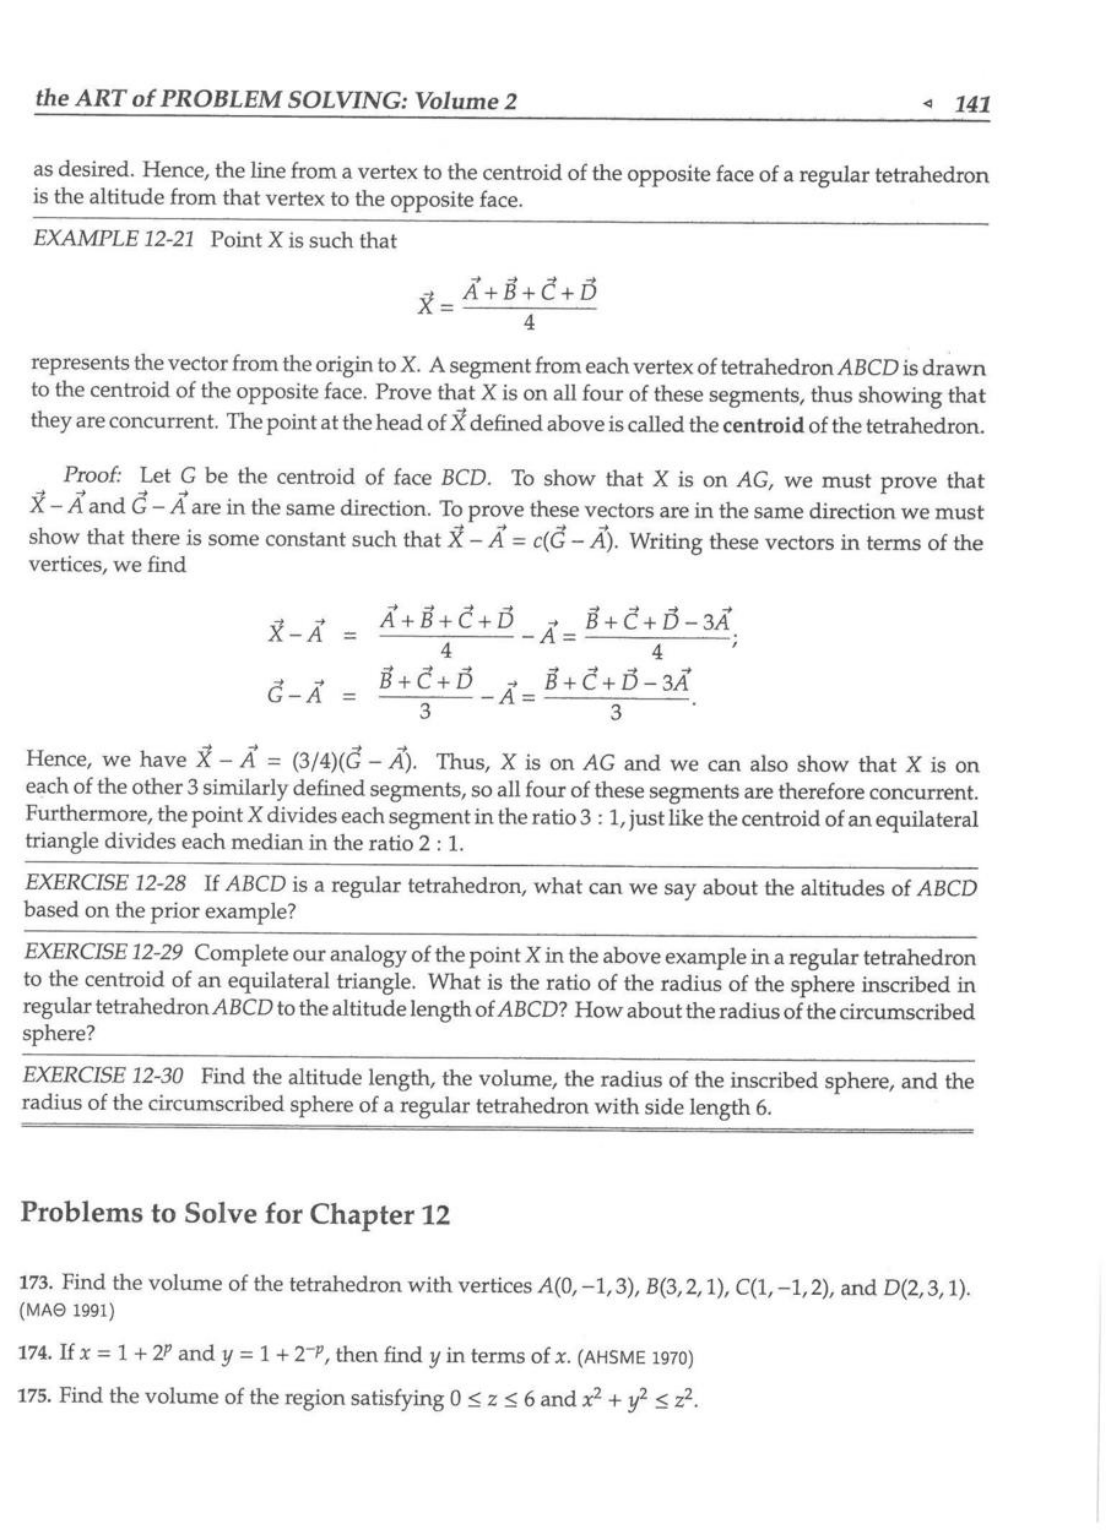 the ART of PROBLEM SOLVING: Volume 2 ◃ 141
as desired. Hence, the line from a vertex to the centroid of the opposite face of a regular tetrahedron
is the altitude from that vertex to the opposite face.
EXAMPLE 12-21 Point X is such that
X⃗ = (A⃗ + B⃗ + C⃗ + D⃗)/4
represents the vector from the origin to X. A segment from each vertex of tetrahedron ABCD is drawn
to the centroid of the opposite face. Prove that X is on all four of these segments, thus showing that
they are concurrent. The point at the head of X⃗ defined above is called the centroid of the tetrahedron.
Proof: Let G be the centroid of face BCD. To show that X is on AG, we must prove that
X⃗ – A⃗ and G⃗ – A⃗ are in the same direction. To prove these vectors are in the same direction we must
show that there is some constant such that X⃗ – A⃗ = c(G⃗ – A⃗). Writing these vectors in terms of the
vertices, we find
X⃗ – A⃗ = (A⃗ + B⃗ + C⃗ + D⃗)/4 – A⃗ = (B⃗ + C⃗ + D⃗ – 3A⃗)/4;
G⃗ – A⃗ = (B⃗ + C⃗ + D⃗)/3 – A⃗ = (B⃗ + C⃗ + D⃗ – 3A⃗)/3.
Hence, we have X⃗ – A⃗ = (3/4)(G⃗ – A⃗). Thus, X is on AG and we can also show that X is on
each of the other 3 similarly defined segments, so all four of these segments are therefore concurrent.
Furthermore, the point X divides each segment in the ratio 3 : 1, just like the centroid of an equilateral
triangle divides each median in the ratio 2 : 1.
EXERCISE 12-28 If ABCD is a regular tetrahedron, what can we say about the altitudes of ABCD
based on the prior example?
EXERCISE 12-29 Complete our analogy of the point X in the above example in a regular tetrahedron
to the centroid of an equilateral triangle. What is the ratio of the radius of the sphere inscribed in
regular tetrahedron ABCD to the altitude length of ABCD? How about the radius of the circumscribed
sphere?
EXERCISE 12-30 Find the altitude length, the volume, the radius of the inscribed sphere, and the
radius of the circumscribed sphere of a regular tetrahedron with side length 6.
Problems to Solve for Chapter 12
173. Find the volume of the tetrahedron with vertices A(0, –1, 3), B(3, 2, 1), C(1, –1, 2), and D(2, 3, 1).
(MAΘ 1991)
174. If x = 1 + 2ᵖ and y = 1 + 2⁻ᵖ, then find y in terms of x. (AHSME 1970)
175. Find the volume of the region satisfying 0 ≤ z ≤ 6 and x² + y² ≤ z².